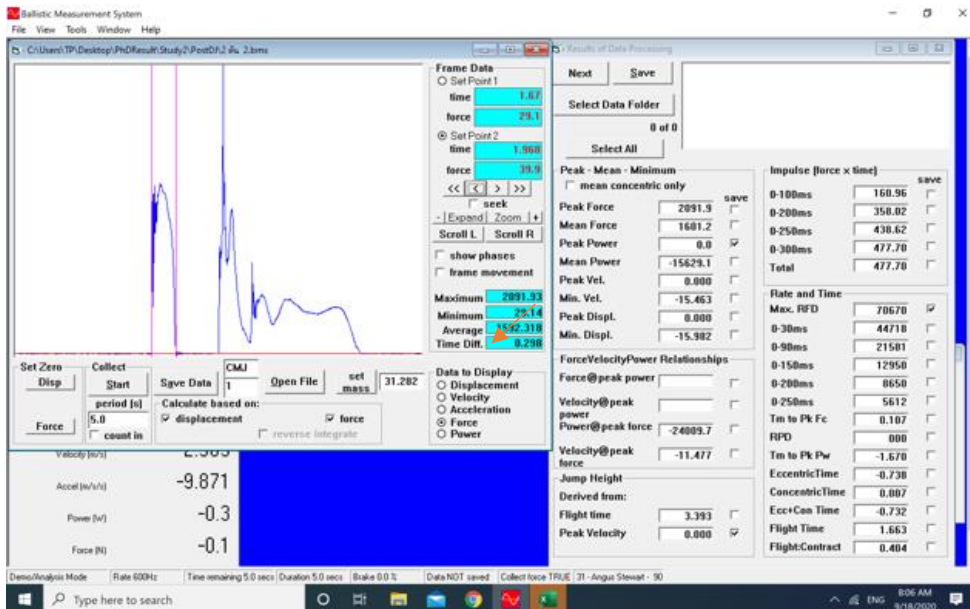 Ballistic Measurement System
File View Tools Window Help
C:\Users\TP\Desktop\PhDResult\Study2\PostDJ\2 2.bms
Frame Data
Set Point 1
time 1.67
force 29.1
Set Point 2
time 1.968
force 39.9
<< < > >>
seek
- Expand Zoom +
Scroll L Scroll R
show phases
frame movement
Maximum 2091.93
Minimum 29.14
Average
Time Diff. 0.298
Set Zero
Disp
Force
Collect
Start
period [s]
5.0
count in
Save Data
CMJ
1
Open File
set mass 31.282
Calculate based on:
displacement
force
reverse integrate
Data to Display
Displacement
Velocity
Acceleration
Force
Power
Velocity (m/s)
Accel (m/s/s) -9.871
Power (W) -0.3
Force (N) -0.1
Results of Data Processing
Next Save
Select Data Folder
0 of 0
Select All
Peak - Mean - Minimum
mean concentric only
save
Peak Force 2091.9
Mean Force 1601.2
Peak Power 0.0
Mean Power -15629.1
Peak Vel. 0.000
Min. Vel. -15.463
Peak Displ. 0.000
Min. Displ. -15.982
ForceVelocityPower Relationships
Force@peak power
Velocity@peak power
Power@peak force -24009.7
Velocity@peak force -11.477
Jump Height
Derived from:
Flight time 3.393
Peak Velocity 0.000
Impulse (force x time)
save
0-100ms 160.96
0-200ms 358.02
0-250ms 438.62
0-300ms 477.70
Total 477.70
Rate and Time
Max. RFD 70670
0-30ms 44718
0-90ms 21581
0-150ms 12950
0-200ms 8650
0-250ms 5612
Tm to Pk Fc 0.107
RPD 000
Tm to Pk Pw -1.670
EccentricTime -0.738
ConcentricTime 0.007
Ecc+Con Time -0.732
Flight Time 1.663
Flight:Contract 0.404
Demo/Analysis Mode Rate 600Hz Time remaining 5.0 secs Duration 5.0 secs Brake 0.0 % Data NOT saved Collect force TRUE 31 - Angus Stewart - 90
Type here to search
ENG
8:06 AM
9/18/2020